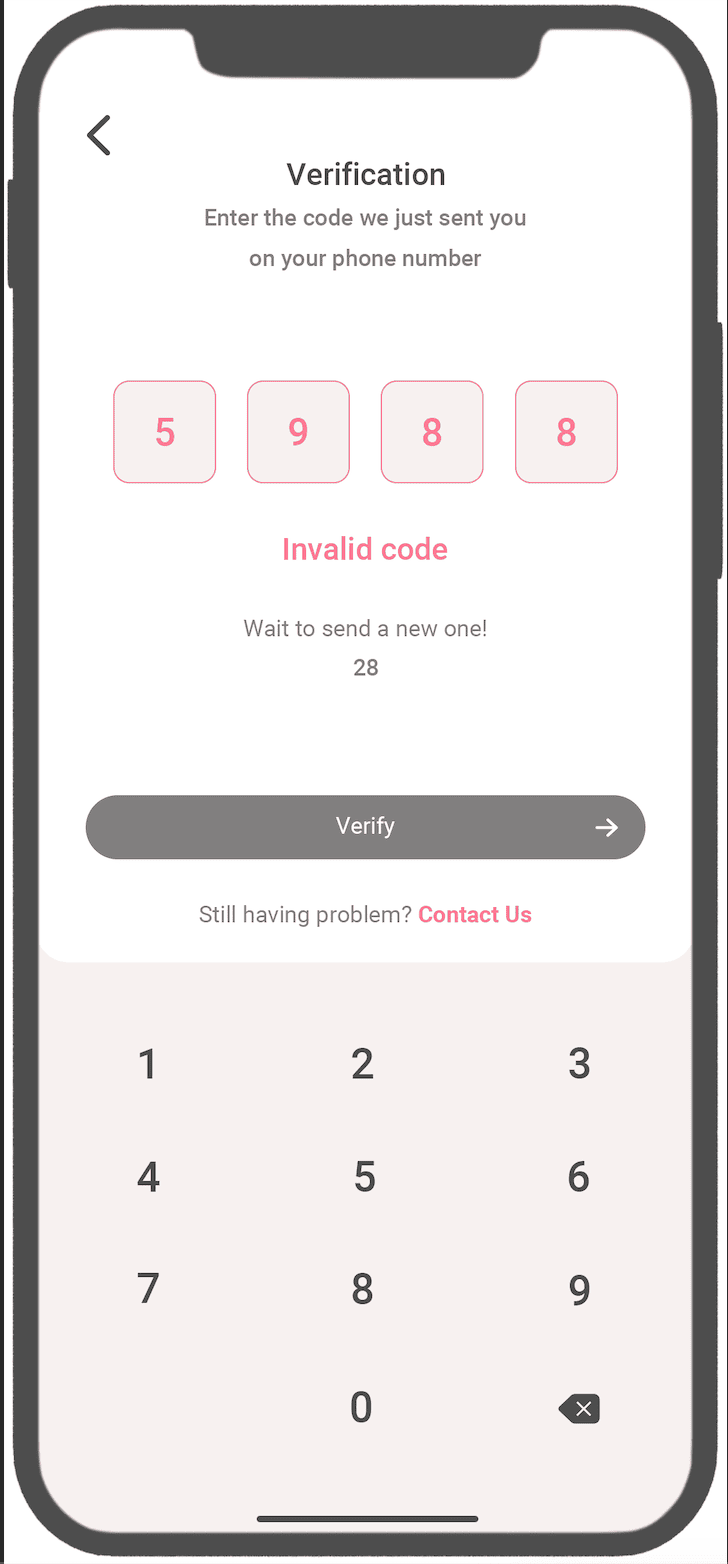 Verification
Enter the code we just sent you
on your phone number
5 9 8 8
Invalid code
Wait to send a new one!
28
Verify
Still having problem? Contact Us
1 2 3
4 5 6
7 8 9
0